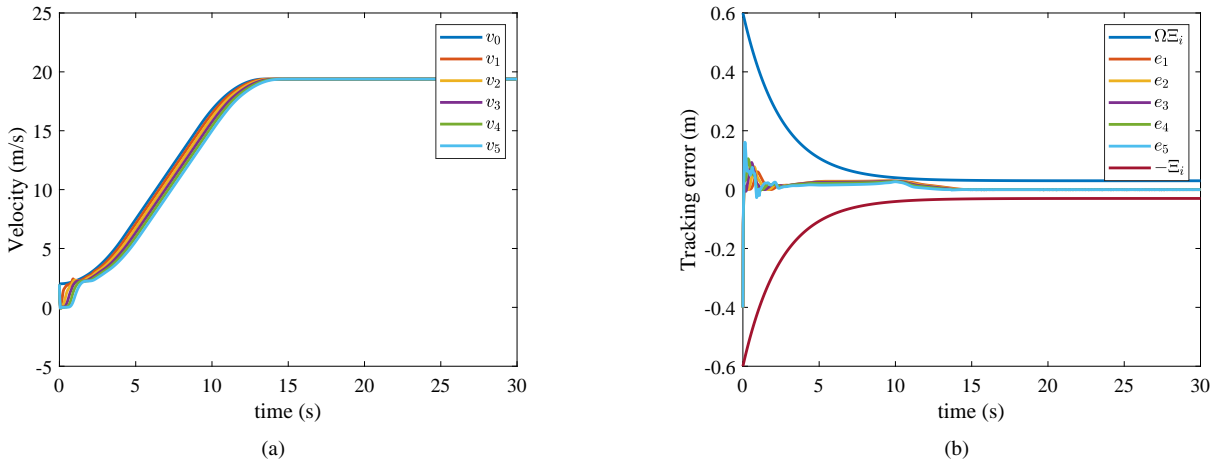 25
20
15
10
5
0
-5
0 5 10 15 20 25 30
Velocity (m/s)
time (s)
v₀
v₁
v₂
v₃
v₄
v₅
(a)
0.6
0.4
0.2
0
-0.2
-0.4
-0.6
0 5 10 15 20 25 30
Tracking error (m)
time (s)
ΩΞᵢ
e₁
e₂
e₃
e₄
e₅
−Ξᵢ
(b)